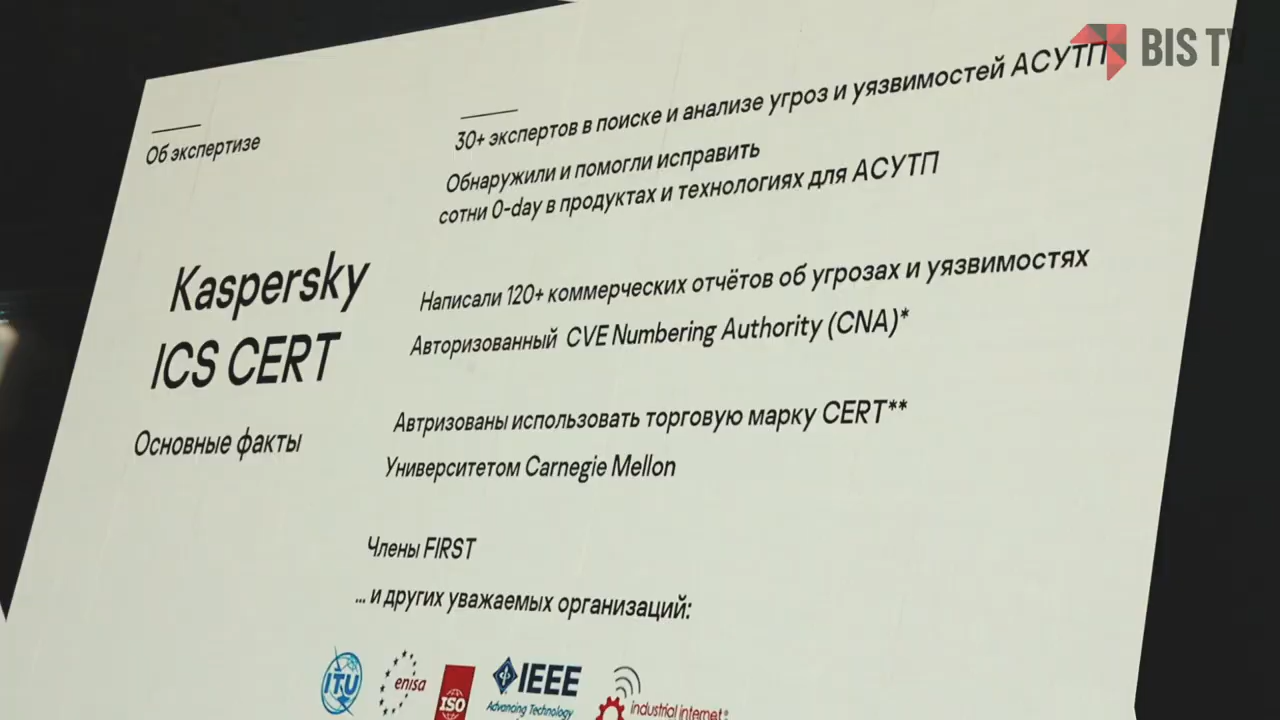 BIS TV
Об экспертизе
Kaspersky
ICS CERT
Основные факты
30+ экспертов в поиске и анализе угроз и уязвимостей АСУТП
Обнаружили и помогли исправить
сотни 0-day в продуктах и технологиях для АСУТП
Написали 120+ коммерческих отчётов об угрозах и уязвимостях
Авторизованный CVE Numbering Authority (CNA)*
Автризованы использовать торговую марку CERT**
Университетом Carnegie Mellon
Члены FIRST
... и других уважаемых организаций:
ITU
enisa
ISO
IEEE
Advancing Technology
industrial internet